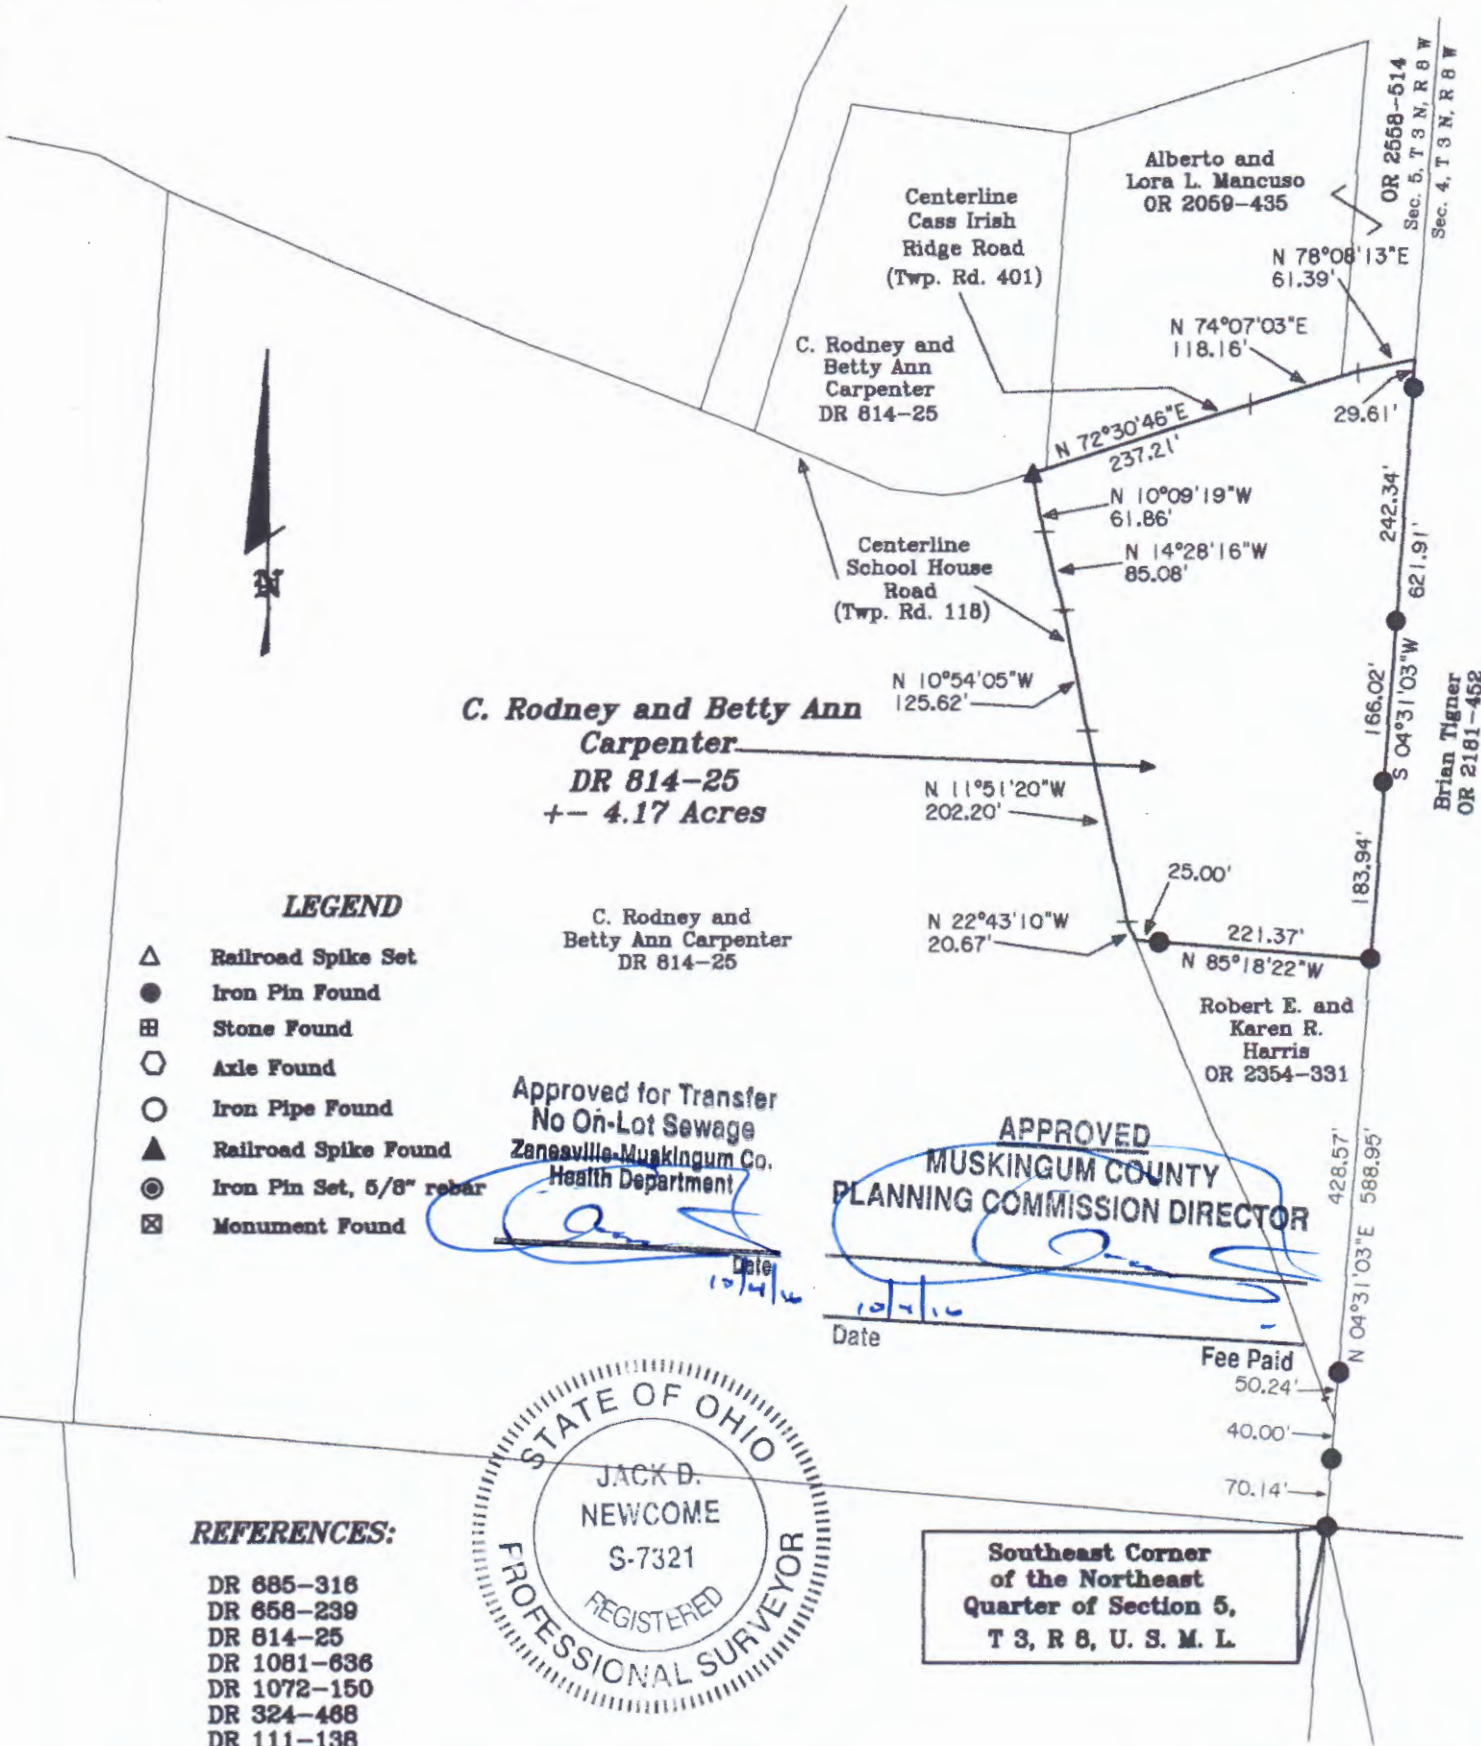 OR 2558-514
Sec. 5, T 3 N, R 8 W
Sec. 4, T 3 N, R 8 W
Alberto and
Lora L. Mancuso
OR 2059-435
Centerline
Cass Irish
Ridge Road
(Twp. Rd. 401)
N 78°08'13"E
61.39'
N 74°07'03"E
118.16'
C. Rodney and
Betty Ann
Carpenter
DR 814-25
29.61'
N 72°30'46"E
237.21'
N 10°09'19"W
61.86'
242.34'
621.91'
Centerline
School House
Road
(Twp. Rd. 118)
N 14°28'16"W
85.08'
N
N 10°54'05"W
125.62'
166.02'
S 04°31'03"W
Brian Tigner
OR 2181-452
C. Rodney and Betty Ann
Carpenter
DR 814-25
+- 4.17 Acres
N 11°51'20"W
202.20'
183.94'
25.00'
N 22°43'10"W
20.67'
221.37'
N 85°18'22"W
C. Rodney and
Betty Ann Carpenter
DR 814-25
Robert E. and
Karen R.
Harris
OR 2354-331
LEGEND
Railroad Spike Set
Iron Pin Found
Stone Found
Axle Found
Iron Pipe Found
Railroad Spike Found
Iron Pin Set, 5/8" rebar
Monument Found
Approved for Transfer
No On-Lot Sewage
Zanesville-Muskingum Co.
Health Department
Date
10/4/16
APPROVED
MUSKINGUM COUNTY
PLANNING COMMISSION DIRECTOR
10/4/16
Date
Fee Paid
428.57'
N 04°31'03"E 588.95'
50.24'
40.00'
70.14'
STATE OF OHIO
JACK D.
NEWCOME
S-7321
REGISTERED
PROFESSIONAL SURVEYOR
Southeast Corner
of the Northeast
Quarter of Section 5,
T 3, R 8, U. S. M. L.
REFERENCES:
DR 685-316
DR 658-239
DR 814-25
DR 1081-636
DR 1072-150
DR 324-468
DR 111-138